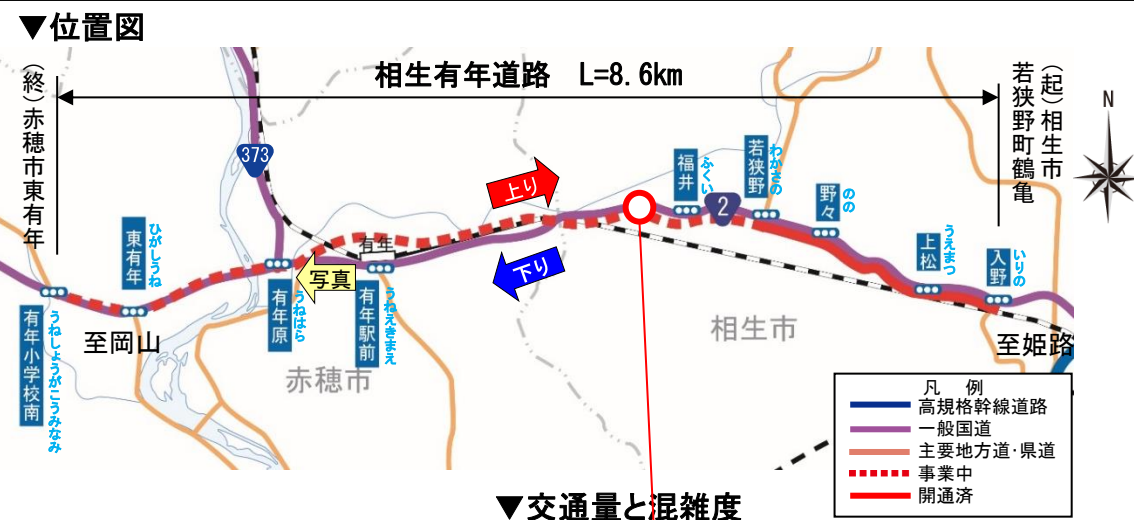 ▼位置図
相生有年道路 L=8.6km
(終)赤穂市東有年
(起)相生市
若狭野町鶴亀
N
373
上り
福井
ふくい
若狭野
わかさの
2
野々
のの
上松
うえまつ
入野
いりの
東有年
ひがしうね
有年
写真
下り
有年原
うねはら
有年駅前
うねえきまえ
有年小学校南
うねしょうがこうみなみ
至岡山
赤穂市
相生市
至姫路
凡 例
高規格幹線道路
一般国道
主要地方道・県道
事業中
開通済
▼交通量と混雑度